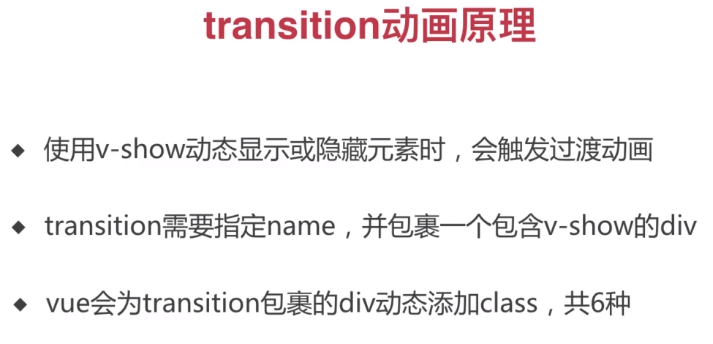 transition动画原理
◆ 使用v-show动态显示或隐藏元素时，会触发过渡动画
◆ transition需要指定name，并包裹一个包含v-show的div
◆ vue会为transition包裹的div动态添加class，共6种